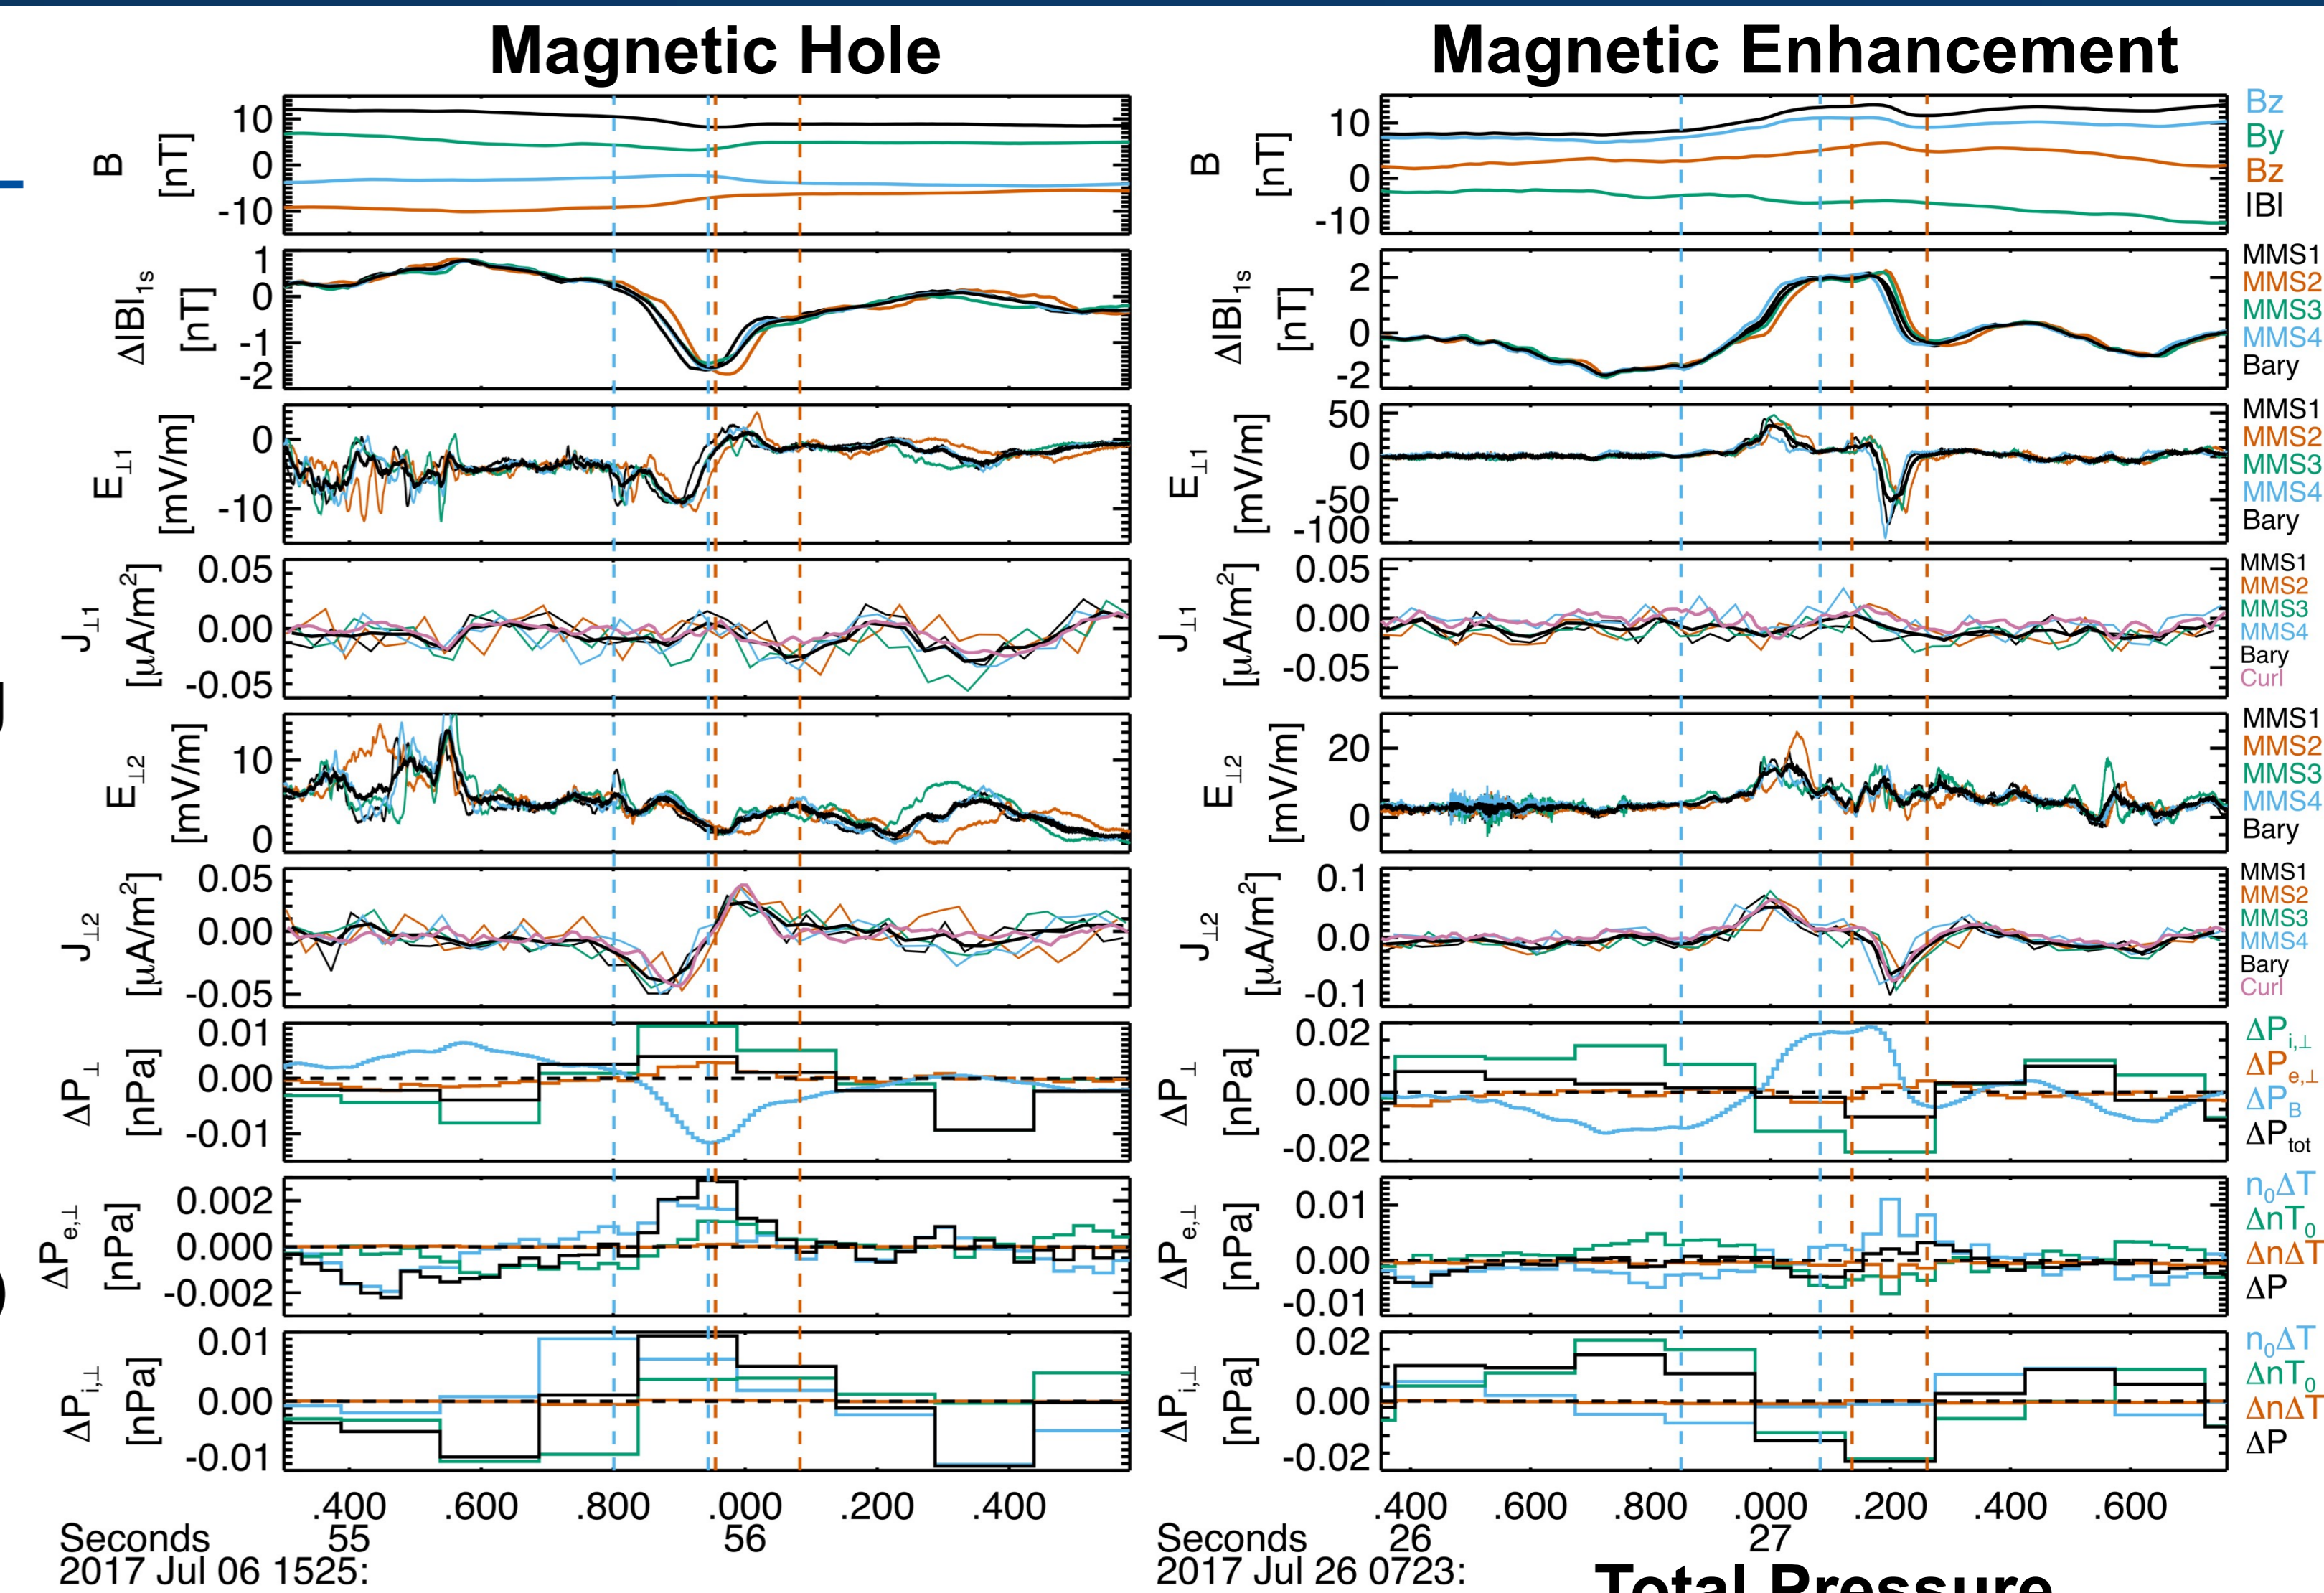 Magnetic Hole
B
[nT]
10
0
-10
Δ|B|1s
[nT]
1
0
-1
-2
E⊥1
[mV/m]
0
-10
J⊥1
[μA/m²]
0.05
0.00
-0.05
E⊥2
[mV/m]
10
0
J⊥2
[μA/m²]
0.05
0.00
-0.05
ΔP⊥
[nPa]
0.01
0.00
-0.01
ΔPe,⊥
[nPa]
0.002
0.000
-0.002
ΔPi,⊥
[nPa]
0.01
0.00
-0.01
.400 .600 .800 .000 .200 .400
Seconds 55 56
2017 Jul 06 1525:
Magnetic Enhancement
B
[nT]
10
0
-10
Bz
By
Bz
|B|
Δ|B|1s
[nT]
2
0
-2
MMS1
MMS2
MMS3
MMS4
Bary
E⊥1
[mV/m]
50
0
-50
-100
MMS1
MMS2
MMS3
MMS4
Bary
J⊥1
[μA/m²]
0.05
0.00
-0.05
MMS1
MMS2
MMS3
MMS4
Bary
Curl
E⊥2
[mV/m]
20
0
MMS1
MMS2
MMS3
MMS4
Bary
J⊥2
[μA/m²]
0.1
0.0
-0.1
MMS1
MMS2
MMS3
MMS4
Bary
Curl
ΔP⊥
[nPa]
0.02
0.00
-0.02
ΔPi,⊥
ΔPe,⊥
ΔPB
ΔPtot
ΔPe,⊥
[nPa]
0.01
0.00
-0.01
n0ΔT
ΔnT0
ΔnΔT
ΔP
ΔPi,⊥
[nPa]
0.02
0.00
-0.02
n0ΔT
ΔnT0
ΔnΔT
ΔP
.400 .600 .800 .000 .200 .400 .600
Seconds 26 27
2017 Jul 26 0723:
Total Pressure